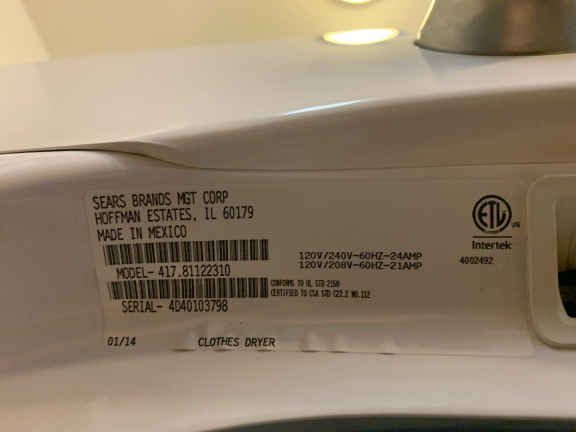 SEARS BRANDS MGT CORP
HOFFMAN ESTATES, IL 60179
MADE IN MEXICO
MODEL- 417.81122310
SERIAL- 4D40103798
01/14
CLOTHES DRYER
120V/240V-60HZ-24AMP
120V/208V-60HZ-21AMP
CONFORMS TO UL STD 2158
CERTIFIED TO CSA STD C22.2 NO.112
ETL
Intertek
4002492